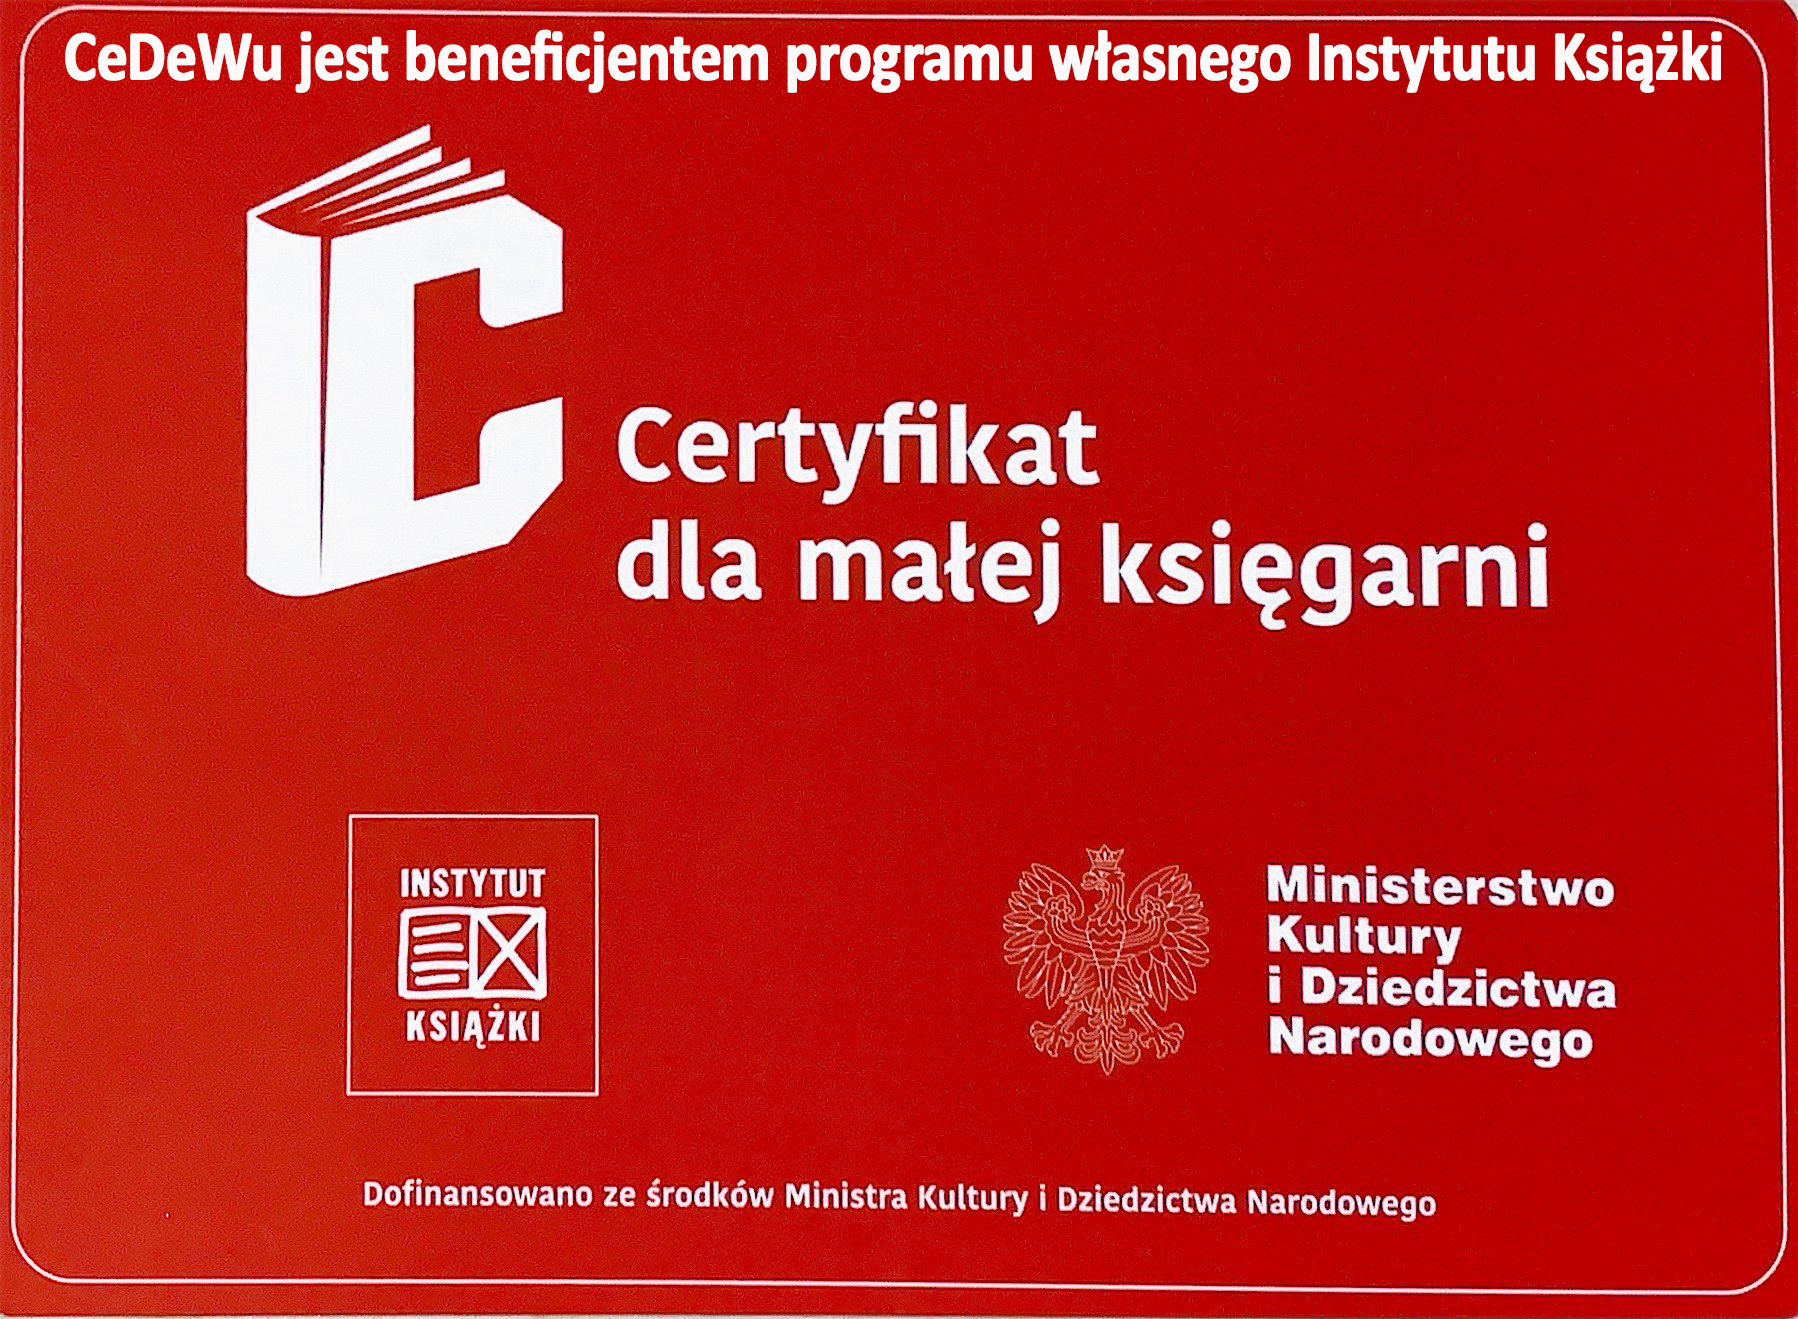 CeDeWu jest beneficjentem programu własnego Instytutu Książki
Certyfikat
dla małej księgarni
INSTYTUT
KSIĄŻKI
Ministerstwo
Kultury
i Dziedzictwa
Narodowego
Dofinansowano ze środków Ministra Kultury i Dziedzictwa Narodowego